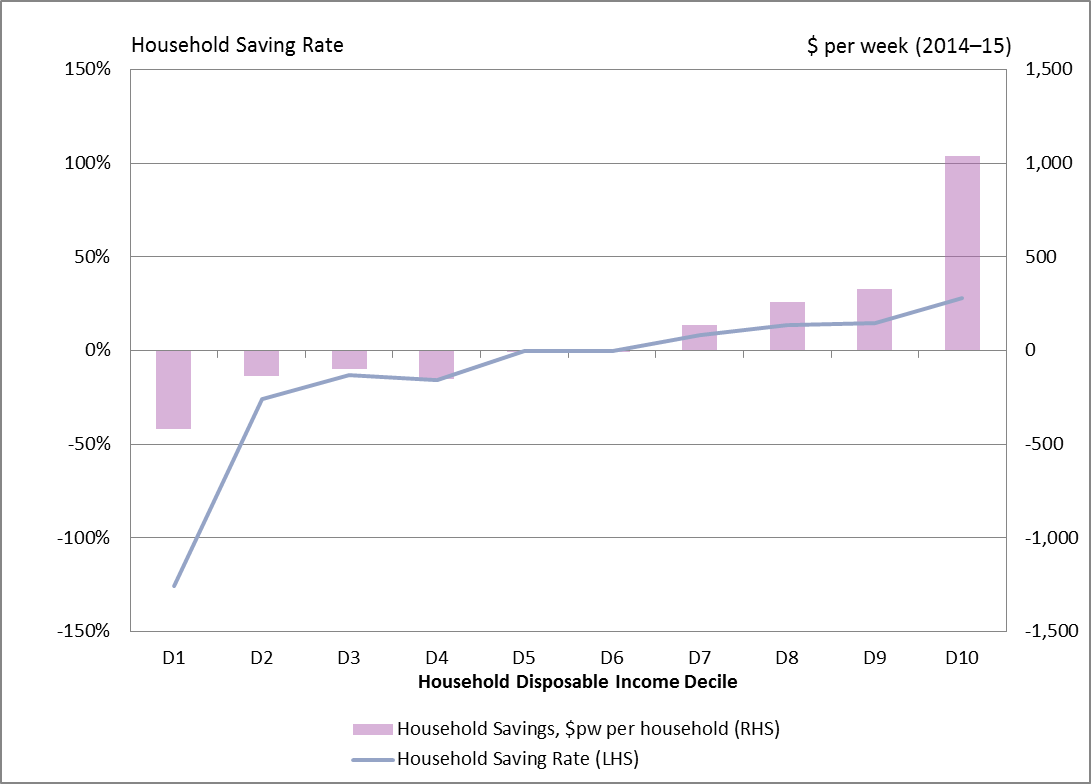 Household Saving Rate
$ per week (2014–15)
150%
100%
50%
0%
-50%
-100%
-150%
1,500
1,000
500
0
-500
-1,000
-1,500
D1 D2 D3 D4 D5 D6 D7 D8 D9 D10
Household Disposable Income Decile
Household Savings, $pw per household (RHS)
Household Saving Rate (LHS)